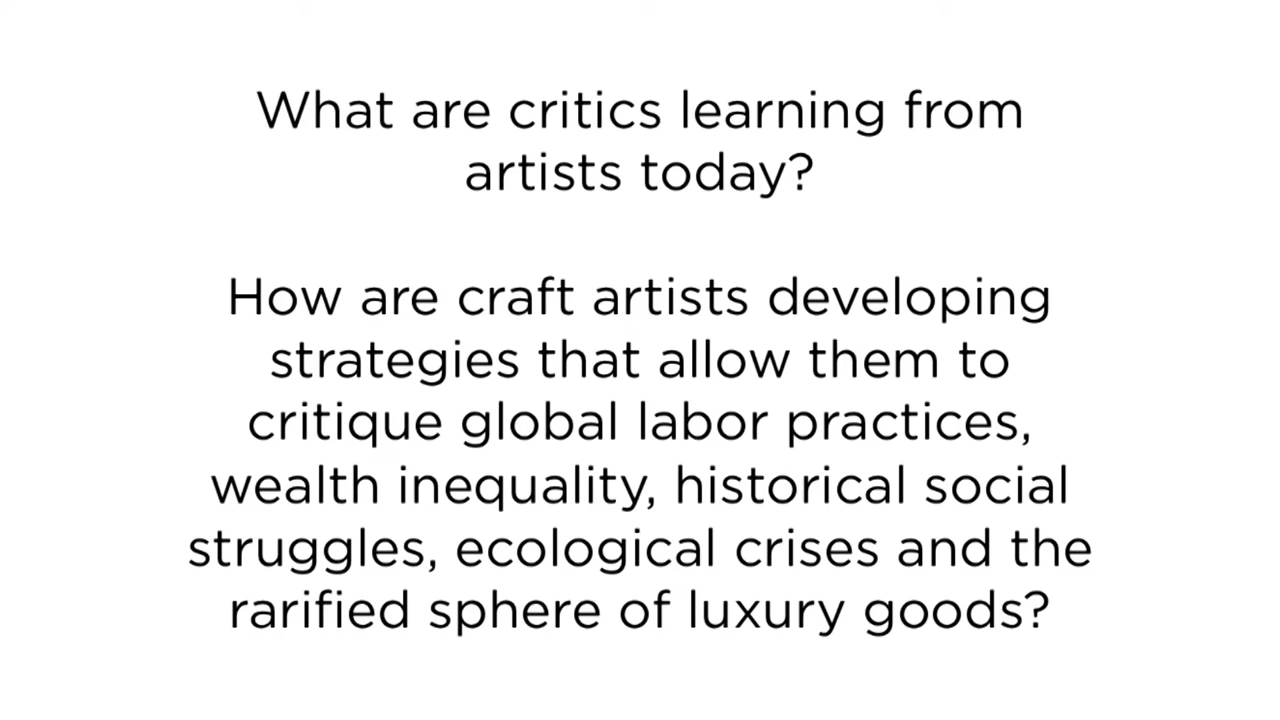 What are critics learning from
artists today?
How are craft artists developing
strategies that allow them to
critique global labor practices,
wealth inequality, historical social
struggles, ecological crises and the
rarified sphere of luxury goods?